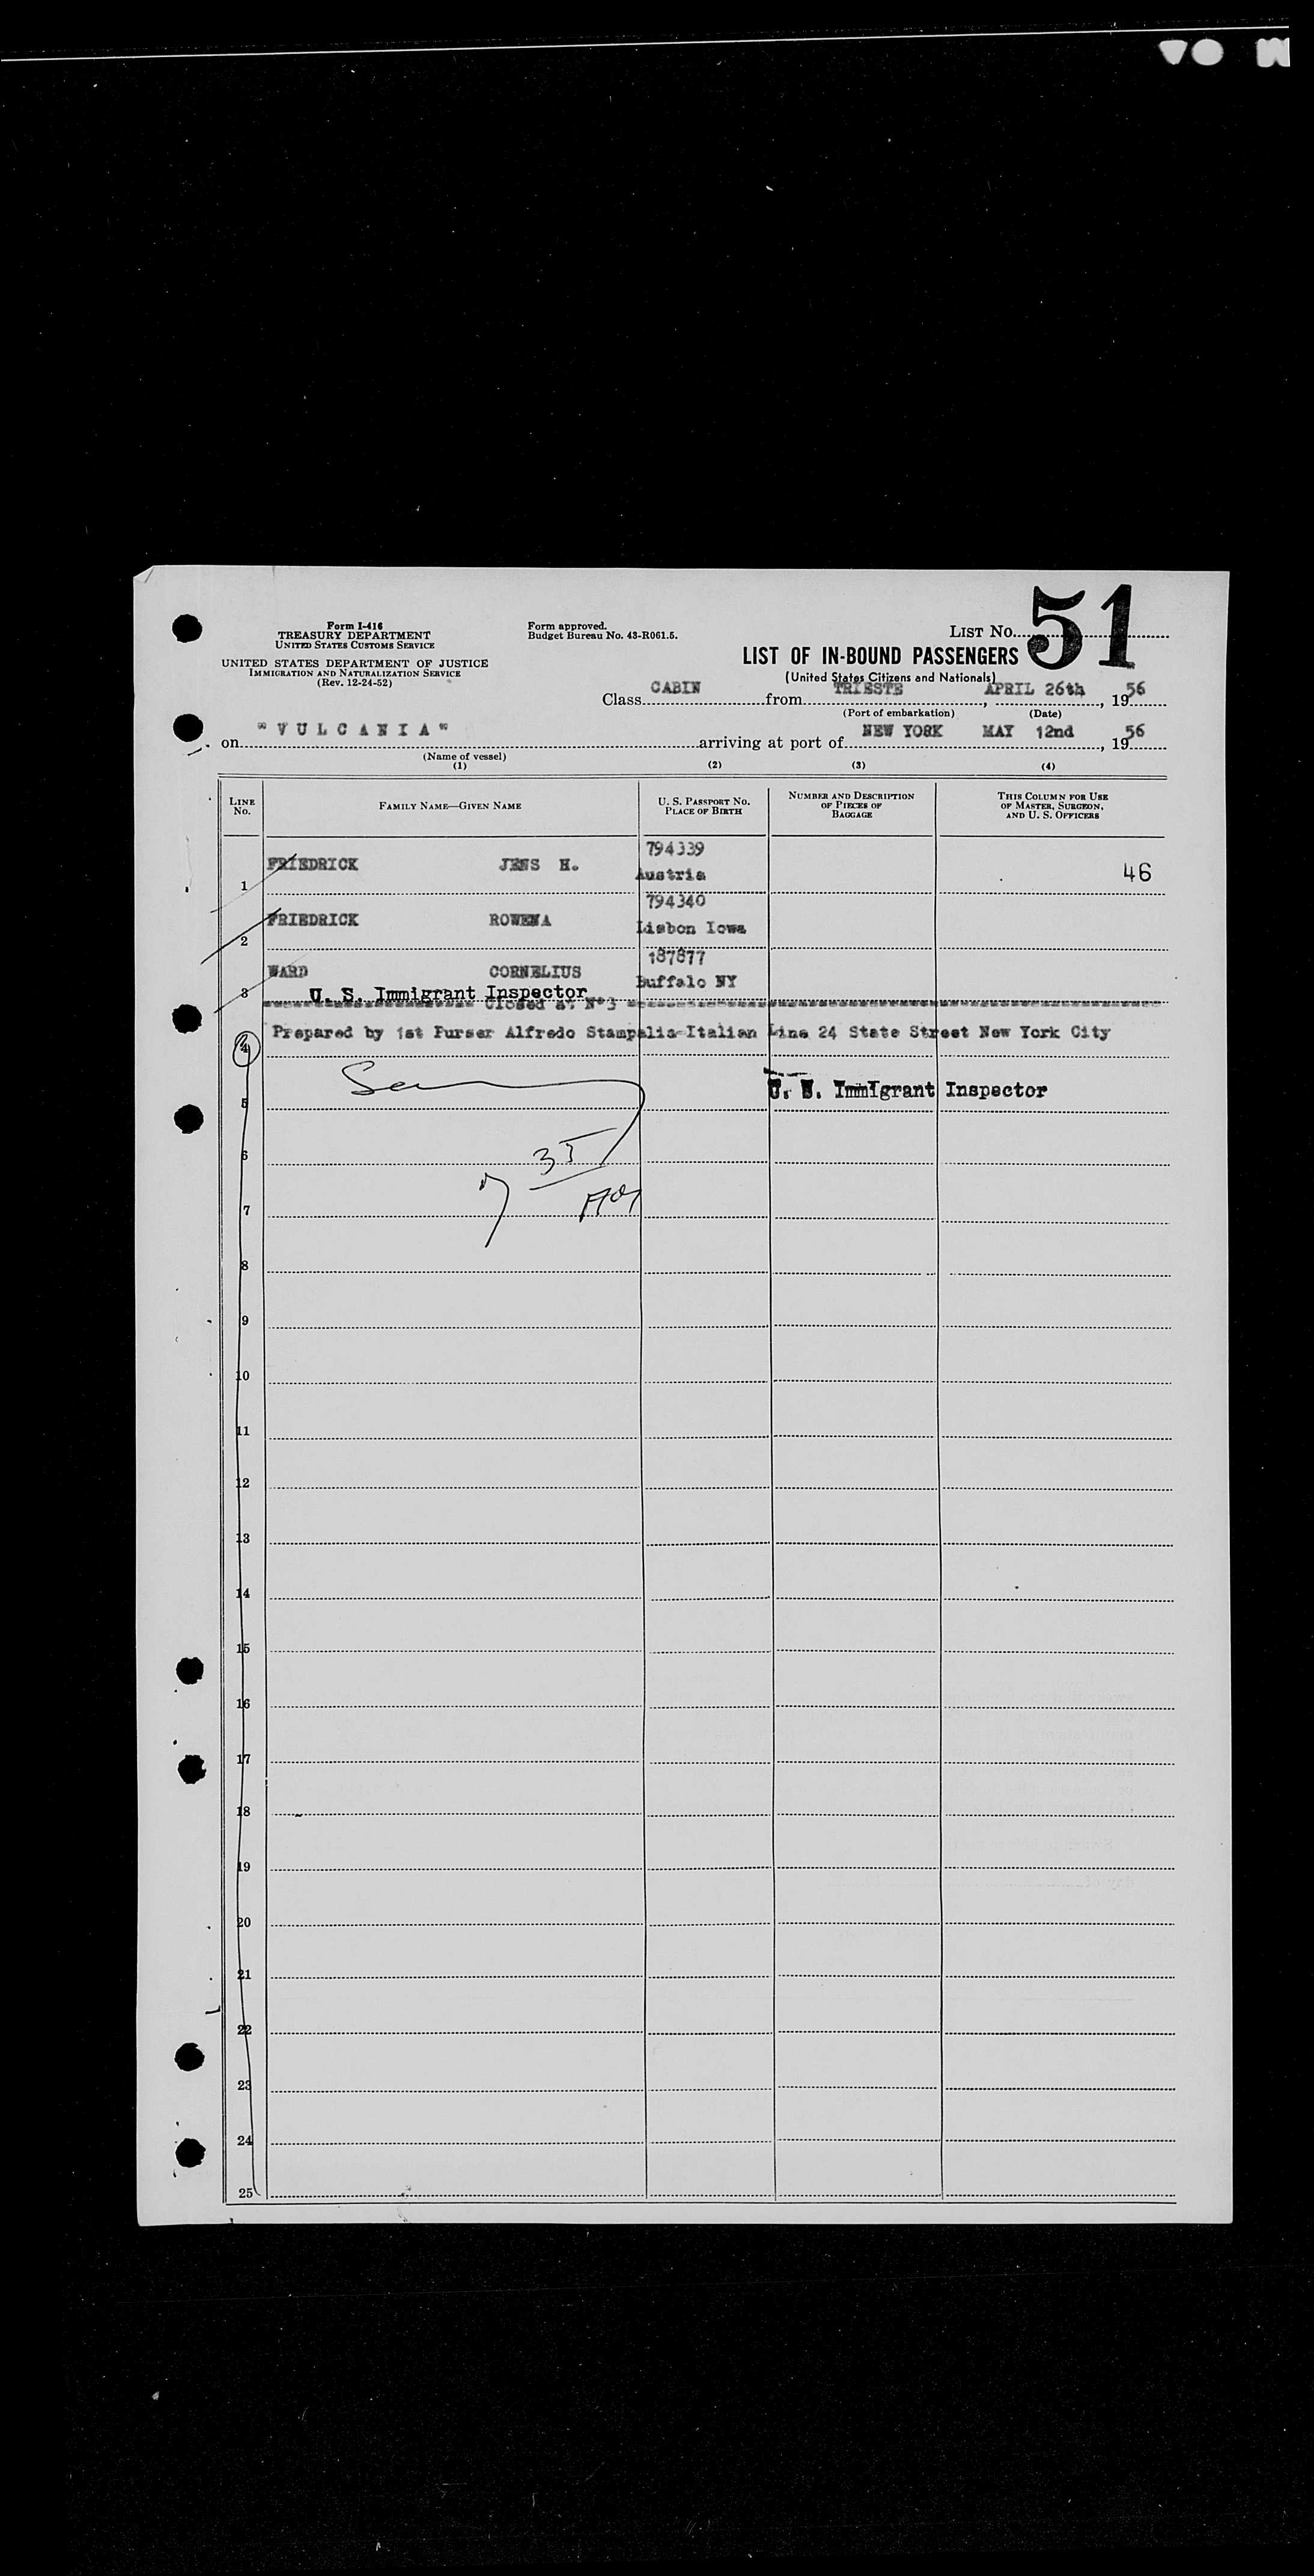 Form I-416
TREASURY DEPARTMENT
UNITED STATES CUSTOMS SERVICE
UNITED STATES DEPARTMENT OF JUSTICE
IMMIGRATION AND NATURALIZATION SERVICE
(Rev. 12-24-52)
Form approved.
Budget Bureau No. 43-R061.5.
LIST No. 51
LIST OF IN-BOUND PASSENGERS
(United States Citizens and Nationals)
Class CABIN from TRIESTE, APRIL 26th, 1956
(Port of embarkation) (Date)
on "VULCANIA" arriving at port of NEW YORK MAY 12nd, 1956
(Name of vessel)
(1) (2) (3) (4)
LINE No. FAMILY NAME—GIVEN NAME U. S. PASSPORT NO. PLACE OF BIRTH NUMBER AND DESCRIPTION OF PIECES OF BAGGAGE THIS COLUMN FOR USE OF MASTER, SURGEON, AND U. S. OFFICERS
794339
1 FRIEDRICK JENS H. Austria 46
794340
2 FRIEDRICK ROWENA Lisbon Iowa
187877
3 WARD CORNELIUS Buffalo NY
U. S. Immigrant Inspector
Closed at N°3
Prepared by 1st Purser Alfredo Stampalia-Italian Line 24 State Street New York City
4
U. S. Immigrant Inspector
5
6
7
8
9
10
11
12
13
14
15
16
17
18
19
20
21
22
23
24
25